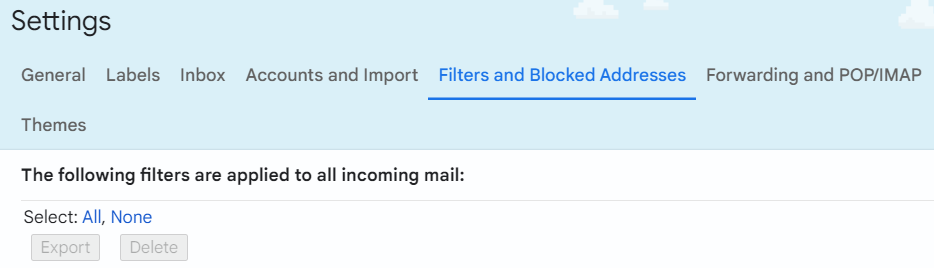 Settings
General Labels Inbox Accounts and Import Filters and Blocked Addresses Forwarding and POP/IMAP
Themes
The following filters are applied to all incoming mail:
Select: All, None
Export Delete